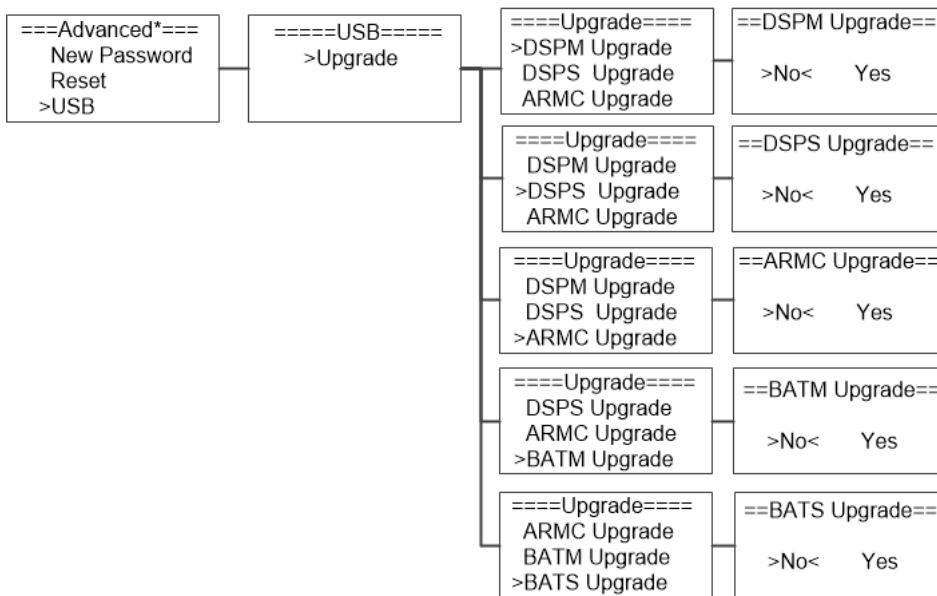 ===Advanced*===
New Password
Reset
>USB
=====USB=====
>Upgrade
====Upgrade====
>DSPM Upgrade
DSPS  Upgrade
ARMC Upgrade
==DSPM Upgrade==
>No<     Yes
====Upgrade====
DSPM Upgrade
>DSPS  Upgrade
ARMC Upgrade
==DSPS Upgrade==
>No<     Yes
====Upgrade====
DSPM Upgrade
DSPS  Upgrade
>ARMC Upgrade
==ARMC Upgrade==
>No<     Yes
====Upgrade====
DSPS Upgrade
ARMC Upgrade
>BATM Upgrade
==BATM Upgrade==
>No<     Yes
====Upgrade====
ARMC Upgrade
BATM Upgrade
>BATS Upgrade
==BATS Upgrade==
>No<     Yes